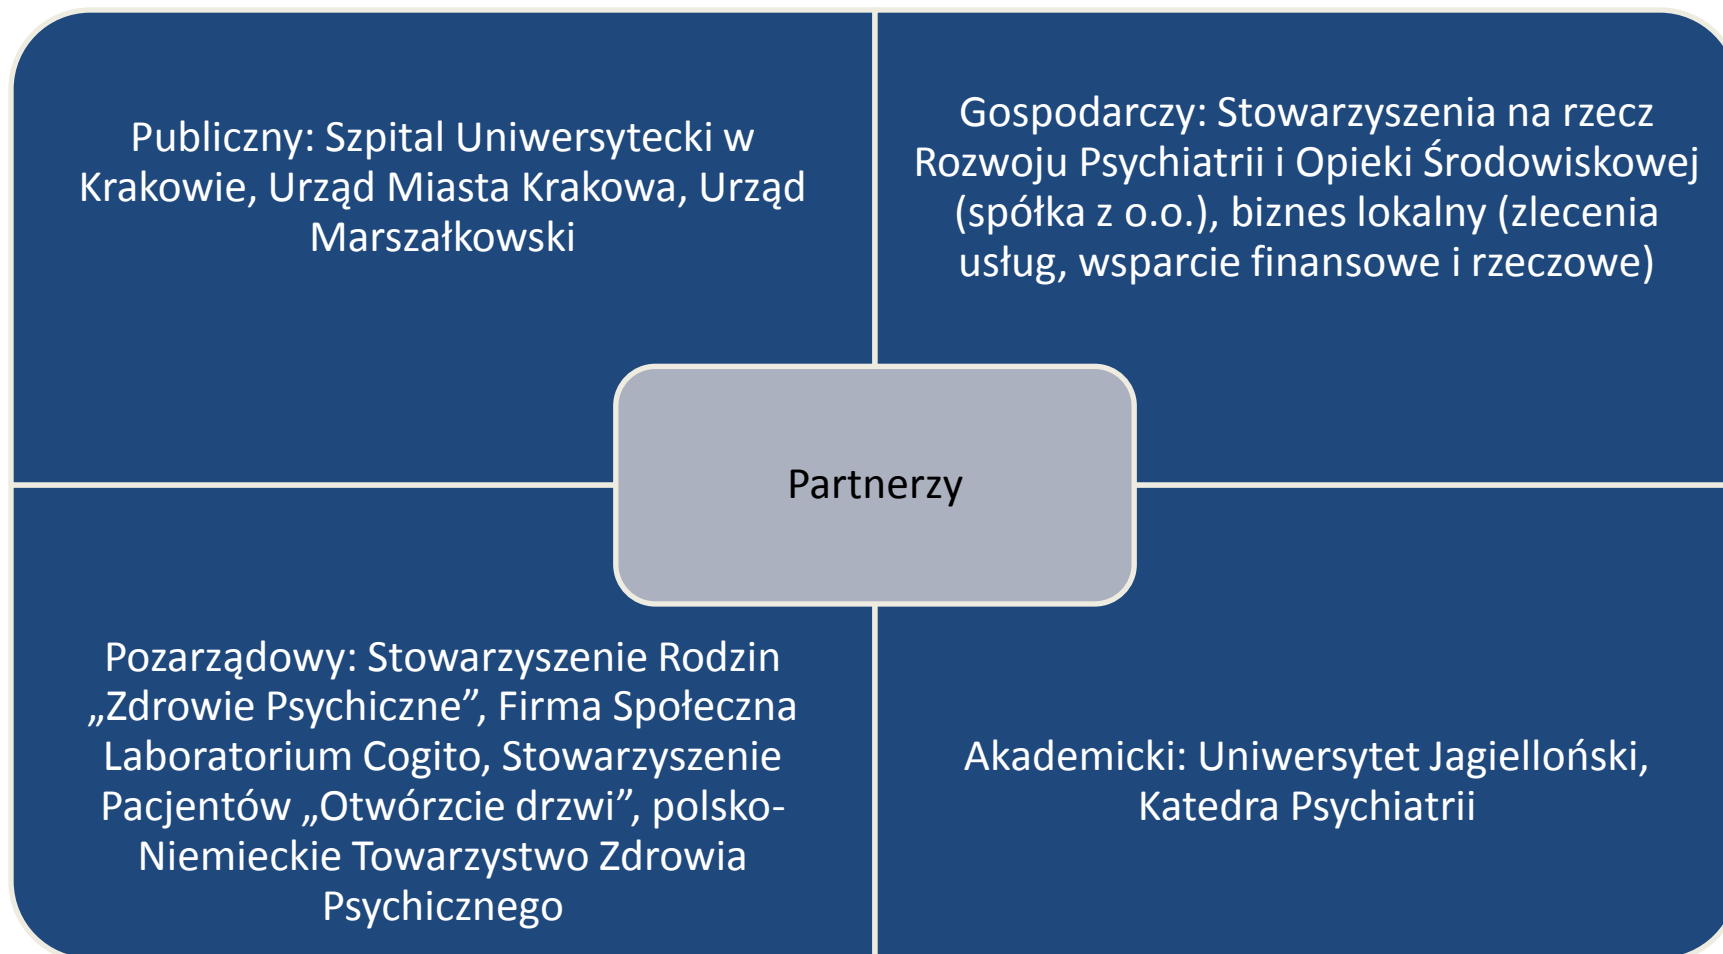 Publiczny: Szpital Uniwersytecki w
Krakowie, Urząd Miasta Krakowa, Urząd
Marszałkowski
Gospodarczy: Stowarzyszenia na rzecz
Rozwoju Psychiatrii i Opieki Środowiskowej
(spółka z o.o.), biznes lokalny (zlecenia
usług, wsparcie finansowe i rzeczowe)
Partnerzy
Pozarządowy: Stowarzyszenie Rodzin
„Zdrowie Psychiczne”, Firma Społeczna
Laboratorium Cogito, Stowarzyszenie
Pacjentów „Otwórzcie drzwi”, polsko-
Niemieckie Towarzystwo Zdrowia
Psychicznego
Akademicki: Uniwersytet Jagielloński,
Katedra Psychiatrii